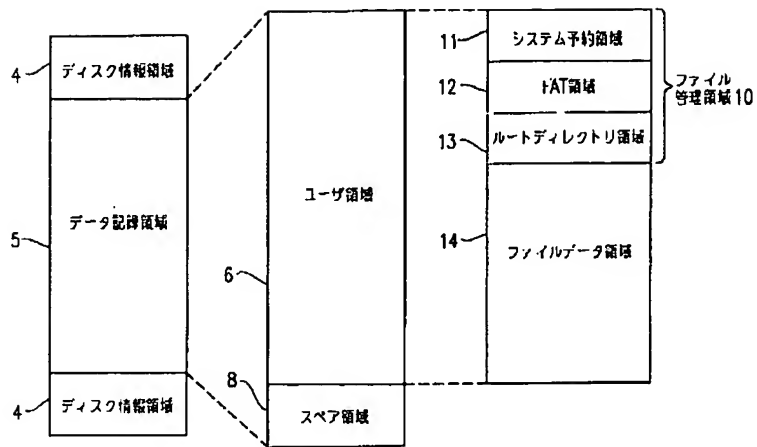 4
ディスク情報領域
5
データ記録領域
4
ディスク情報領域
6
ユーザ領域
8
スペア領域
11
システム予約領域
12
FAT領域
13
ルートディレクトリ領域
14
ファイルデータ領域
ファイル
管理領域10